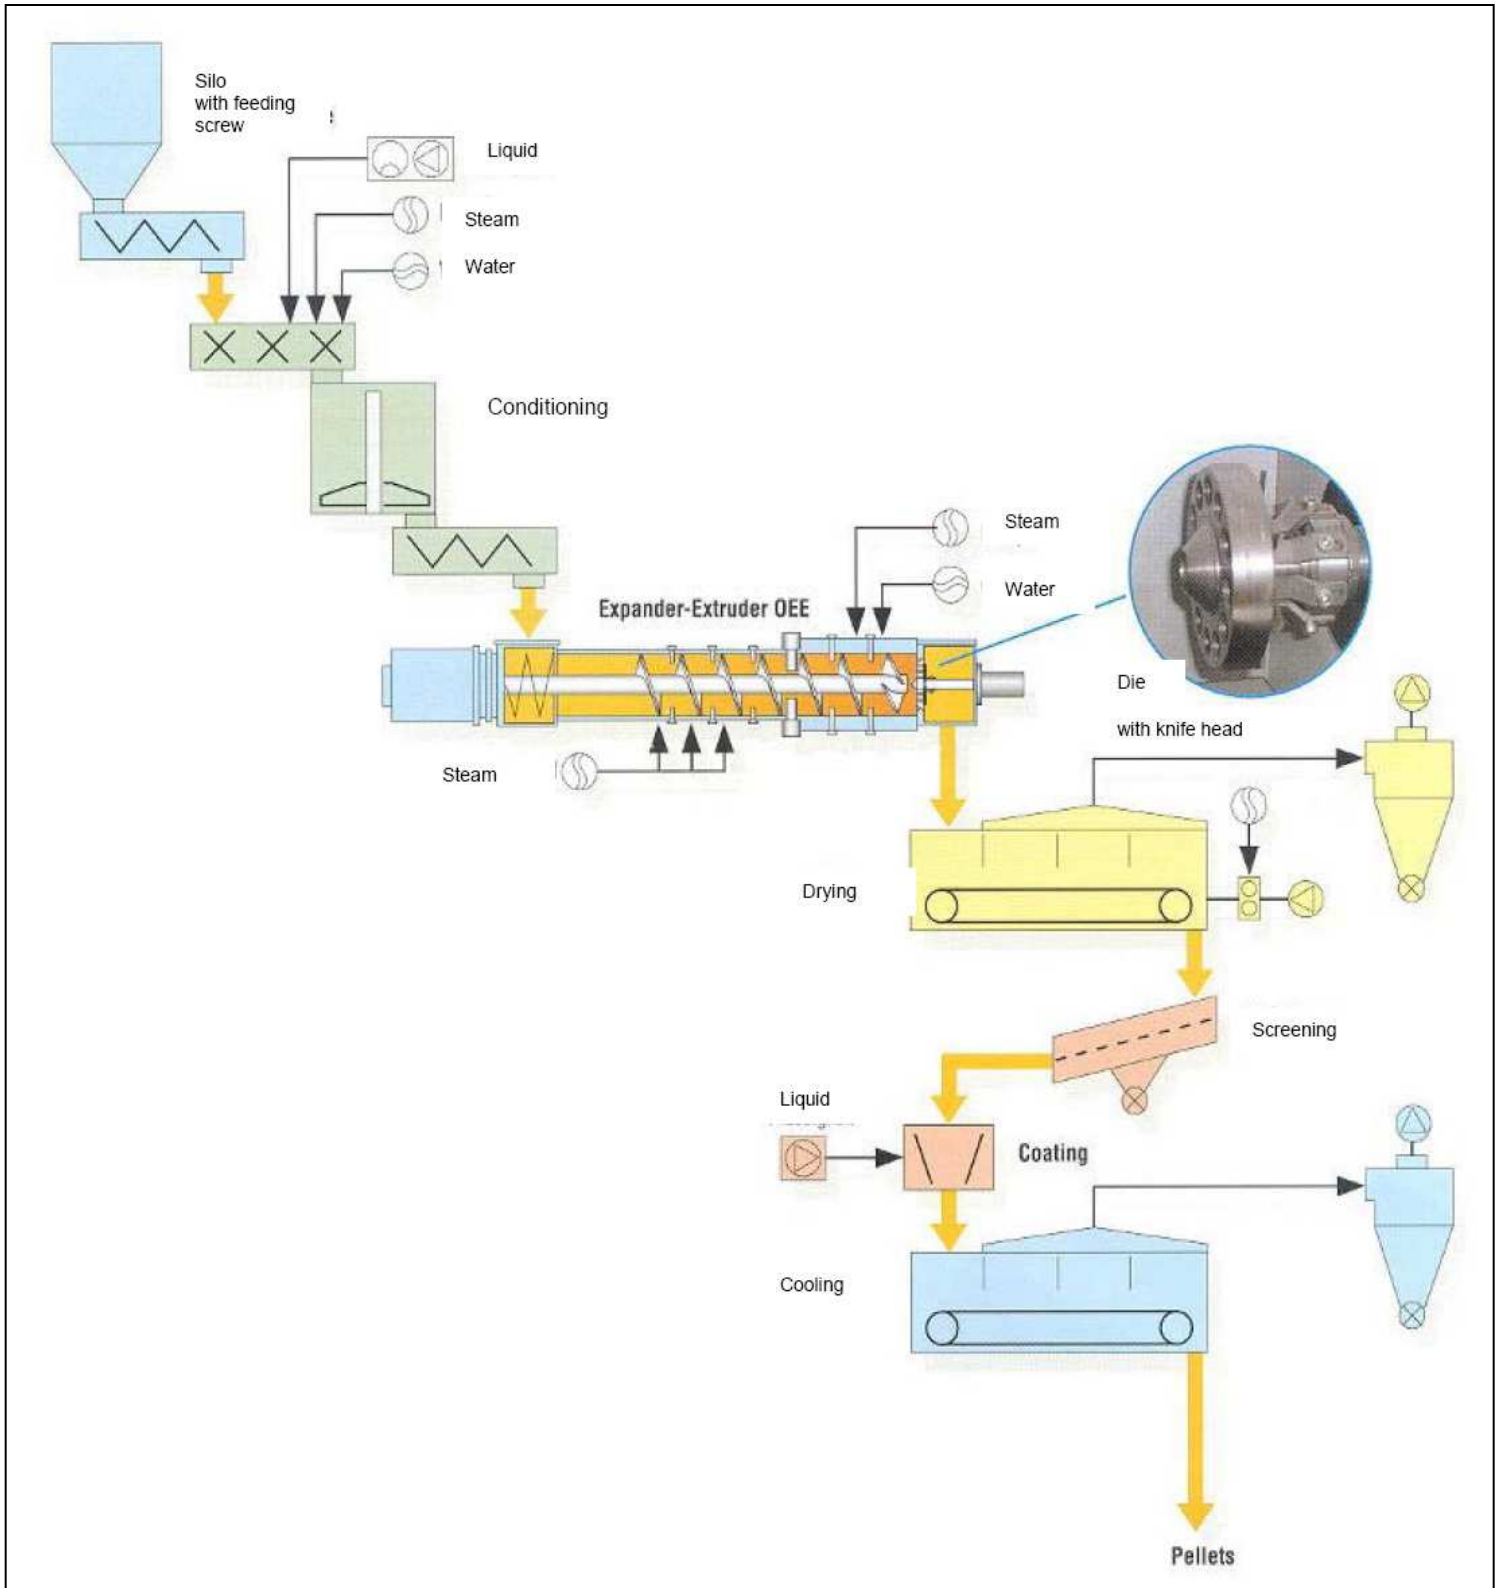 Silo
with feeding
screw
Liquid
Steam
Water
Conditioning
Steam
Water
Expander-Extruder OEE
Die
with knife head
Steam
Drying
Screening
Liquid
Coating
Cooling
Pellets